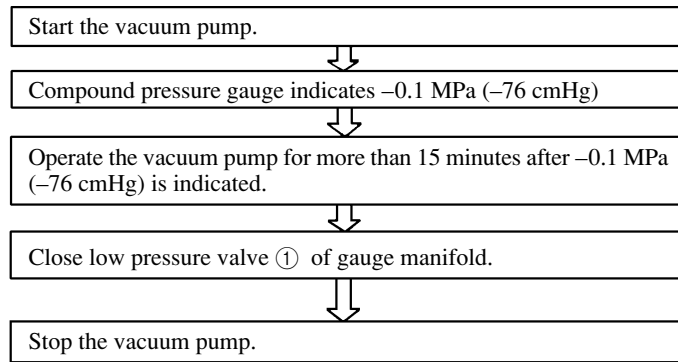 Start the vacuum pump.
Compound pressure gauge indicates –0.1 MPa (–76 cmHg)
Operate the vacuum pump for more than 15 minutes after –0.1 MPa
(–76 cmHg) is indicated.
Close low pressure valve ① of gauge manifold.
Stop the vacuum pump.